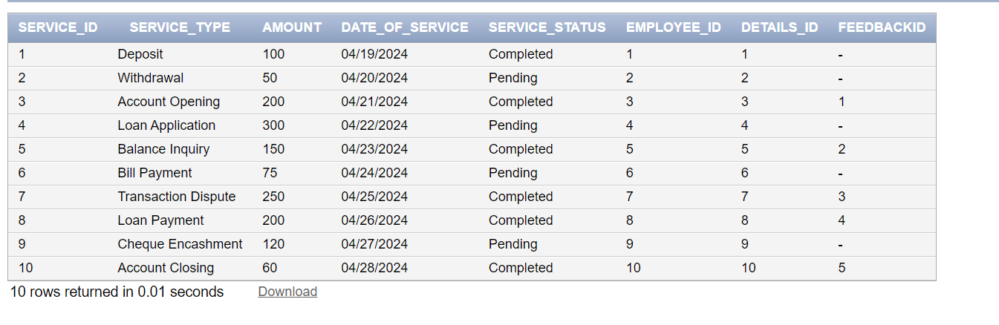 SERVICE_ID SERVICE_TYPE AMOUNT DATE_OF_SERVICE SERVICE_STATUS EMPLOYEE_ID DETAILS_ID FEEDBACKID
1 Deposit 100 04/19/2024 Completed 1 1 -
2 Withdrawal 50 04/20/2024 Pending 2 2 -
3 Account Opening 200 04/21/2024 Completed 3 3 1
4 Loan Application 300 04/22/2024 Pending 4 4 -
5 Balance Inquiry 150 04/23/2024 Completed 5 5 2
6 Bill Payment 75 04/24/2024 Pending 6 6 -
7 Transaction Dispute 250 04/25/2024 Completed 7 7 3
8 Loan Payment 200 04/26/2024 Completed 8 8 4
9 Cheque Encashment 120 04/27/2024 Pending 9 9 -
10 Account Closing 60 04/28/2024 Completed 10 10 5
10 rows returned in 0.01 seconds Download